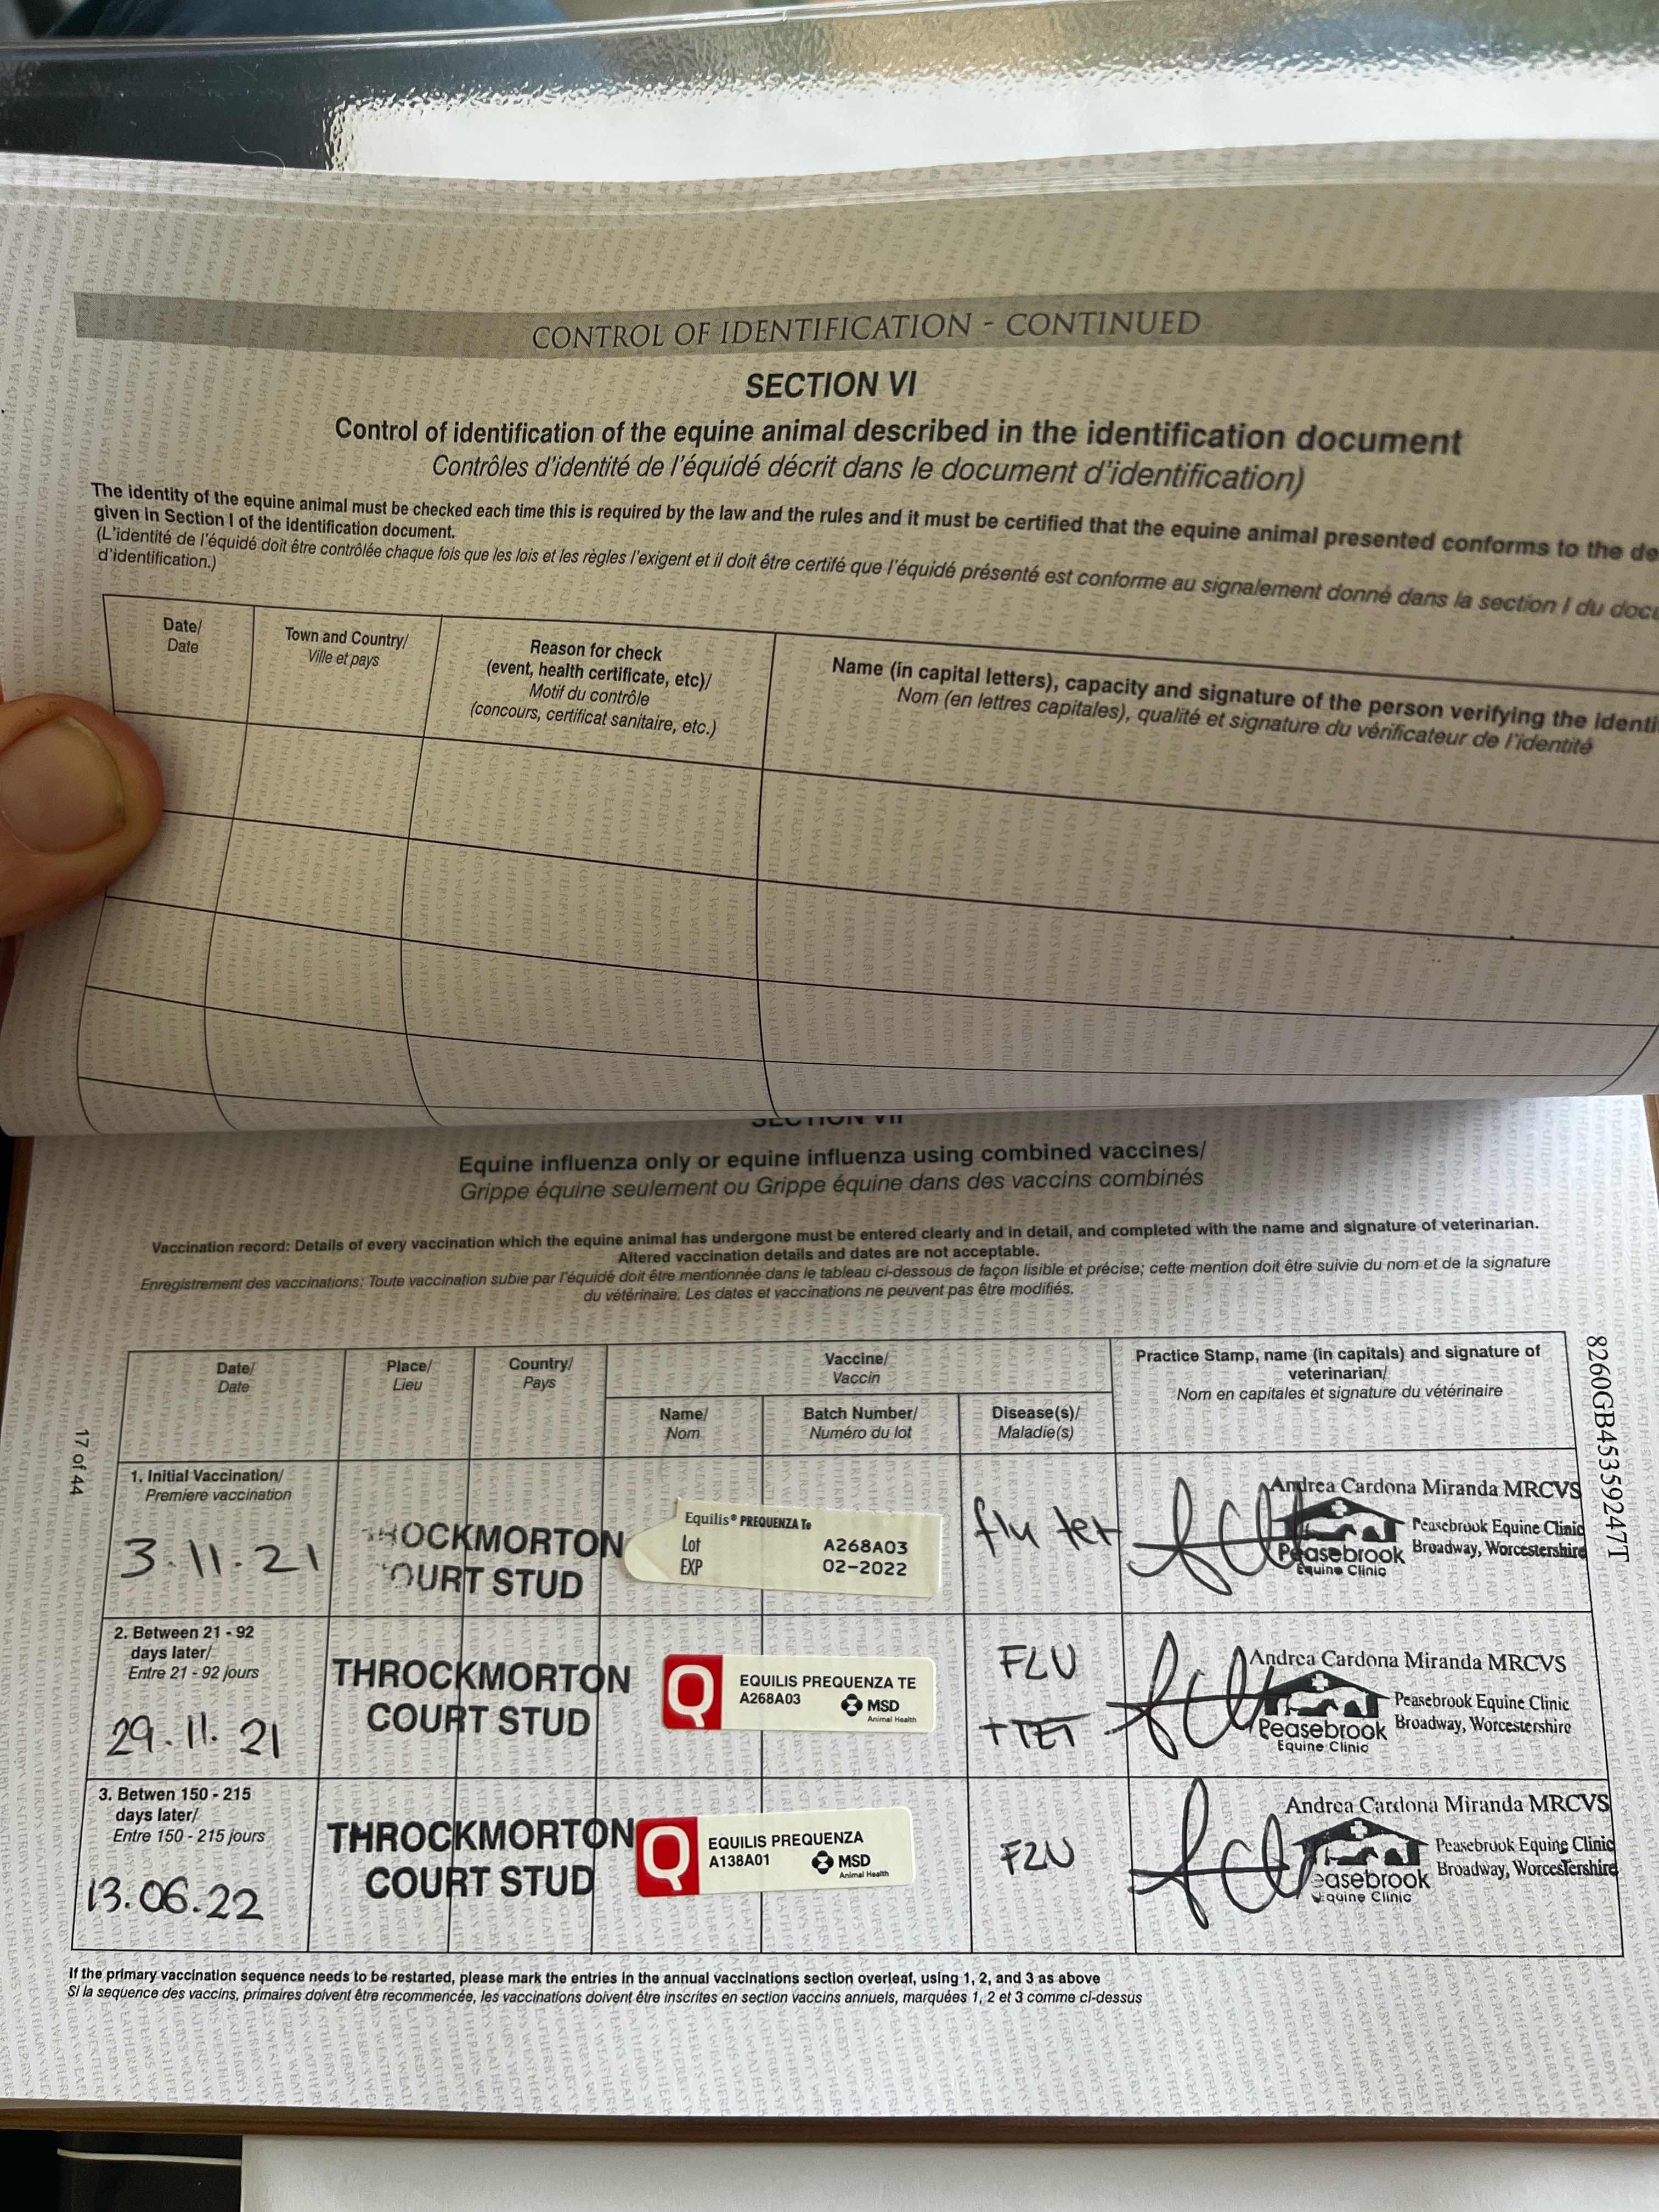 CONTROL OF IDENTIFICATION - CONTINUED
SECTION VI
Control of identification of the equine animal described in the identification document
Contrôles d'identité de l'équidé décrit dans le document d'identification)
The identity of the equine animal must be checked each time this is required by the law and the rules and it must be certified that the equine animal presented conforms to the de
given in Section I of the identification document.
(L'identité de l'équidé doit être contrôlée chaque fois que les lois et les règles l'exigent et il doit être certifé que l'équidé présenté est conforme au signalement donné dans la section I du docu
d'identification.)
Date/
Date
Town and Country/
Ville et pays
Reason for check
(event, health certificate, etc)/
Motif du contrôle
(concours, certificat sanitaire, etc.)
Name (in capital letters), capacity and signature of the person verifying the identi
Nom (en lettres capitales), qualité et signature du vérificateur de l'identité
SECTION VII
Equine influenza only or equine influenza using combined vaccines/
Grippe équine seulement ou Grippe équine dans des vaccins combinés
Vaccination record: Details of every vaccination which the equine animal has undergone must be entered clearly and in detail, and completed with the name and signature of veterinarian.
Altered vaccination details and dates are not acceptable.
Enregistrement des vaccinations: Toute vaccination subie par l'équidé doit être mentionnée dans le tableau ci-dessous de façon lisible et précise; cette mention doit être suivie du nom et de la signature
du vétérinaire. Les dates et vaccinations ne peuvent pas être modifiés.
Date/
Date
Place/
Lieu
Country/
Pays
Vaccine/
Vaccin
Name/
Nom
Batch Number/
Numéro du lot
Disease(s)/
Maladie(s)
Practice Stamp, name (in capitals) and signature of
veterinarian/
Nom en capitales et signature du vétérinaire
17 of 44
8260GB45359247T
1. Initial Vaccination/
Premiere vaccination
3.11.21
HOCKMORTON
OURT STUD
Equilis® PREQUENZA Te
Lot A268A03
EXP 02-2022
flu tet
Andrea Cardona Miranda MRCVS
Peasebrook
Equine Clinic
Peasebrook Equine Clinic
Broadway, Worcestershire
2. Between 21 - 92
days later/
Entre 21 - 92 jours
29.11.21
THROCKMORTON
COURT STUD
Q
EQUILIS PREQUENZA TE
A268A03
MSD
Animal Health
FLU
+ TET
Andrea Cardona Miranda MRCVS
Peasebrook
Equine Clinic
Peasebrook Equine Clinic
Broadway, Worcestershire
3. Betwen 150 - 215
days later/
Entre 150 - 215 jours
13.06.22
THROCKMORTON
COURT STUD
Q
EQUILIS PREQUENZA
A138A01
MSD
Animal Health
FLU
Andrea Cardona Miranda MRCVS
easebrook
quine Clinic
Peasebrook Equine Clinic
Broadway, Worcestershire
If the primary vaccination sequence needs to be restarted, please mark the entries in the annual vaccinations section overleaf, using 1, 2, and 3 as above
Si la sequence des vaccins, primaires doivent être recommencée, les vaccinations doivent être inscrites en section vaccins annuels, marquées 1, 2 et 3 comme ci-dessus